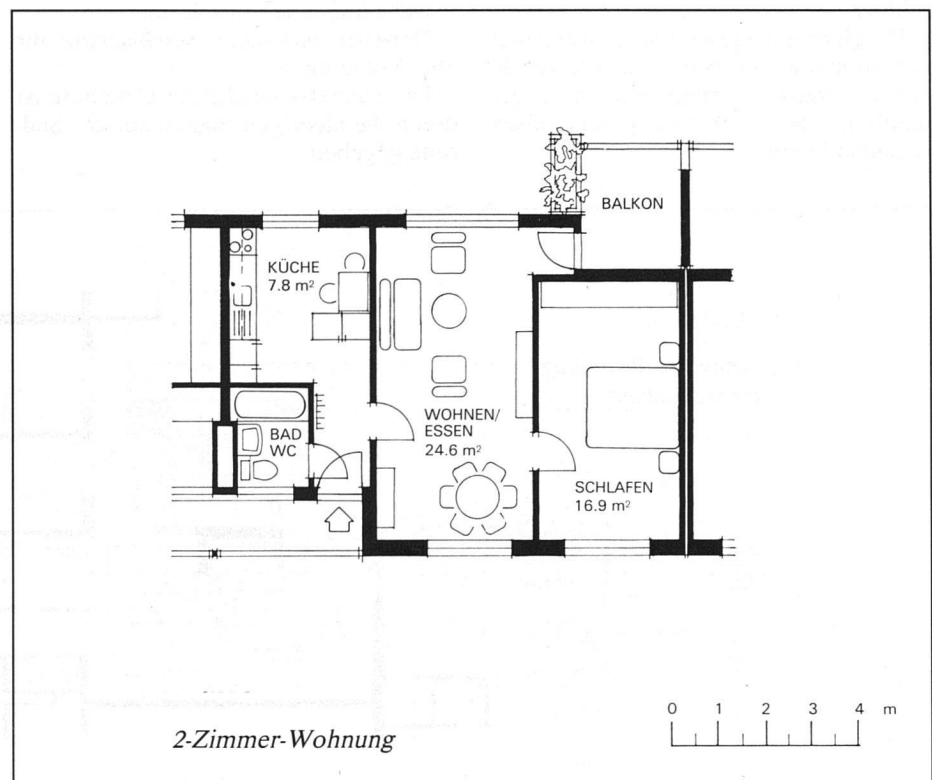 BALKON
KÜCHE
7.8 m²
WOHNEN/
ESSEN
24.6 m²
BAD
WC
SCHLAFEN
16.9 m²
2-Zimmer-Wohnung
0 1 2 3 4 m